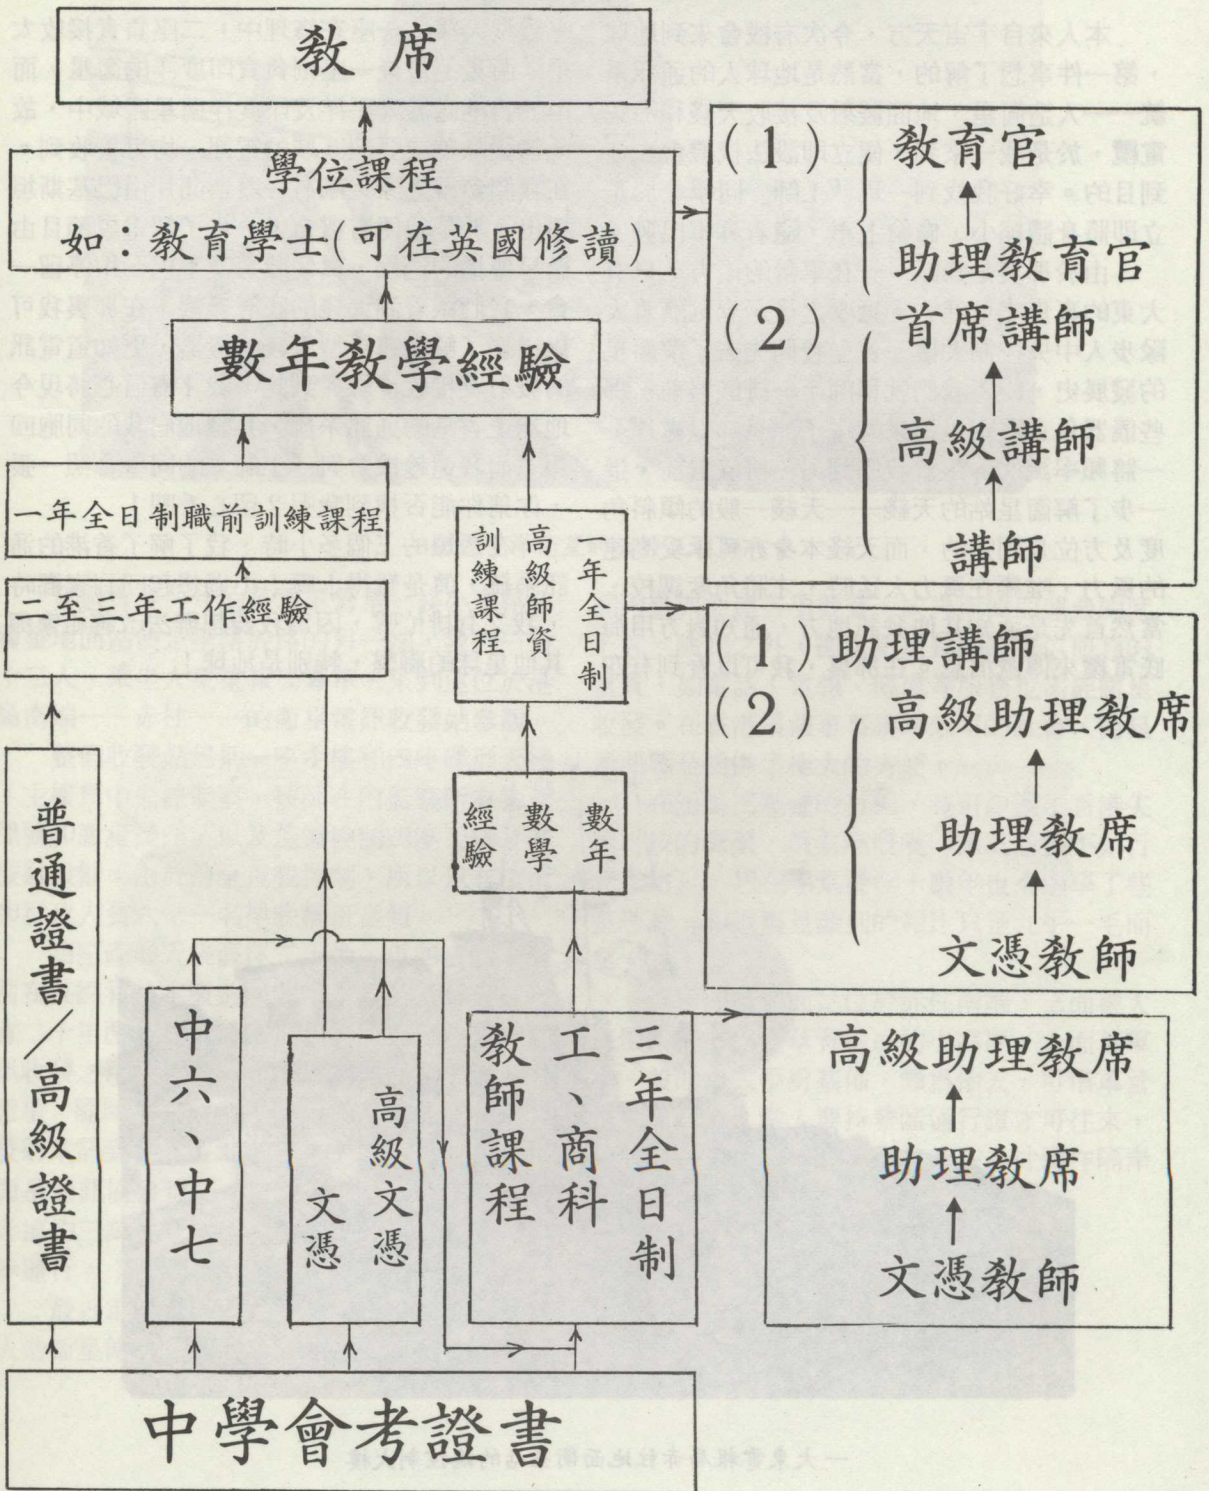 教席
學位課程
如：教育學士(可在英國修讀)
(1)
教育官
助理教育官
(2)
首席講師
高級講師
講師
數年教學經驗
一年全日制職前訓練課程
二至三年工作經驗
一年全日制
高級師資
訓練課程
(1)助理講師
(2)
高級助理教席
助理教席
文憑教師
數年
教學
經驗
普通證書／高級證書
中六、中七
高級文憑
文憑
三年全日制
工、商科
教師課程
高級助理教席
助理教席
文憑教師
中學會考證書